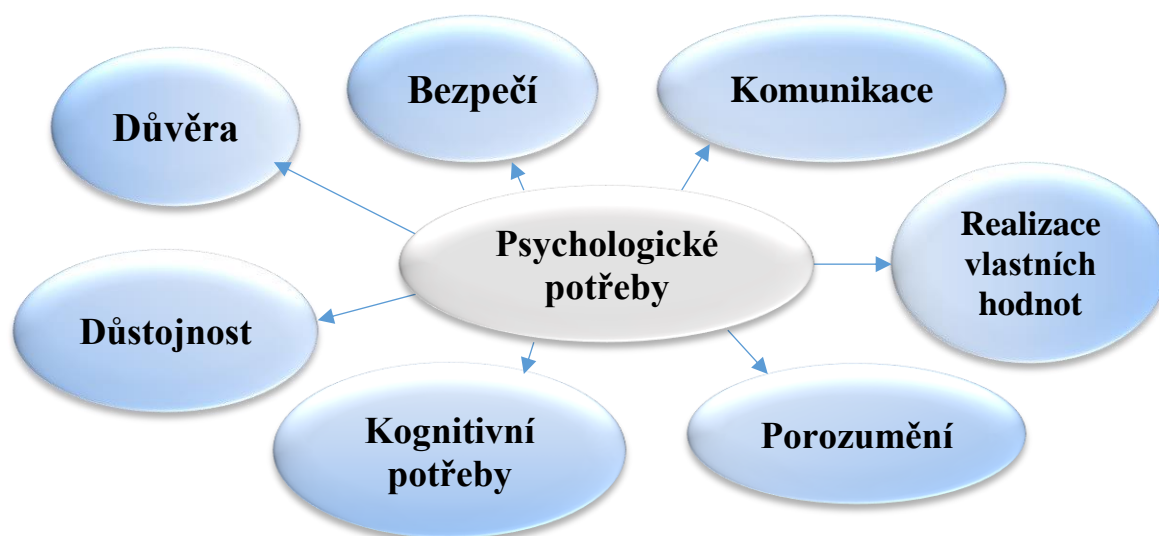 Bezpečí
Komunikace
Důvěra
Psychologické
potřeby
Realizace
vlastních
hodnot
Důstojnost
Kognitivní
potřeby
Porozumění